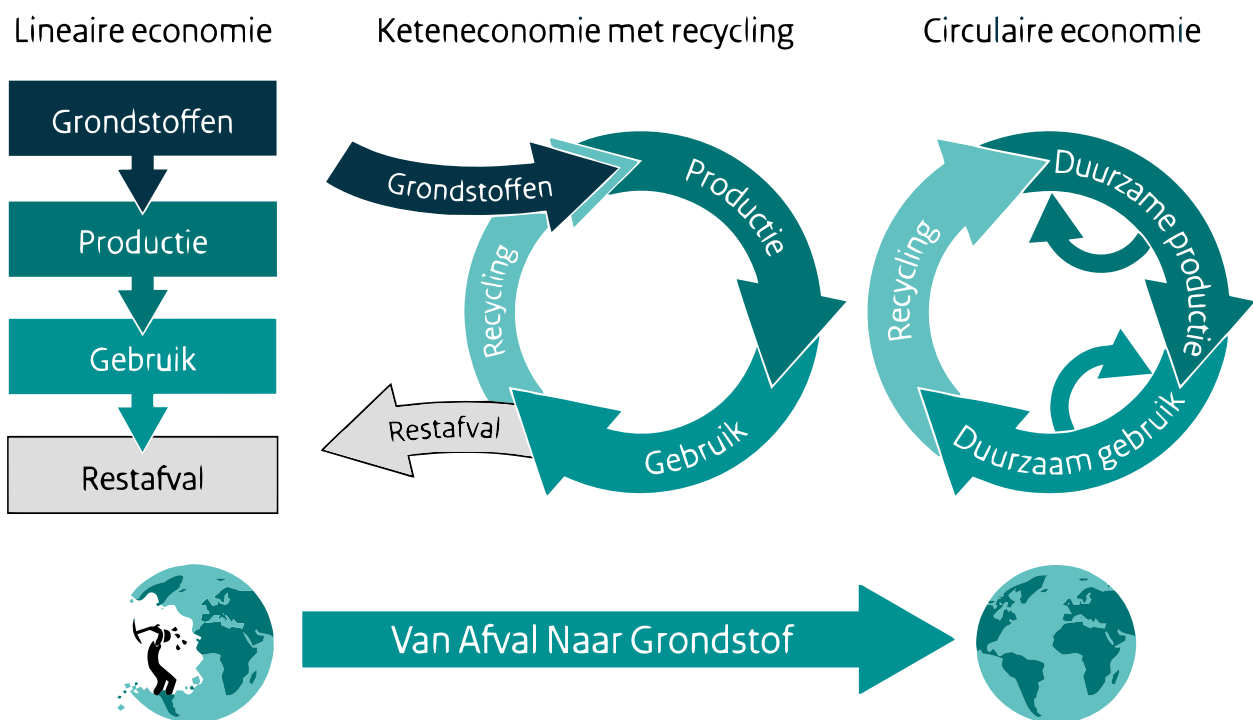 Lineaire economie
Grondstoffen
Productie
Gebruik
Restafval
Keteneconomie met recycling
Grondstoffen
Productie
Gebruik
Recycling
Restafval
Circulaire economie
Duurzame productie
Duurzaam gebruik
Recycling
Van Afval Naar Grondstof